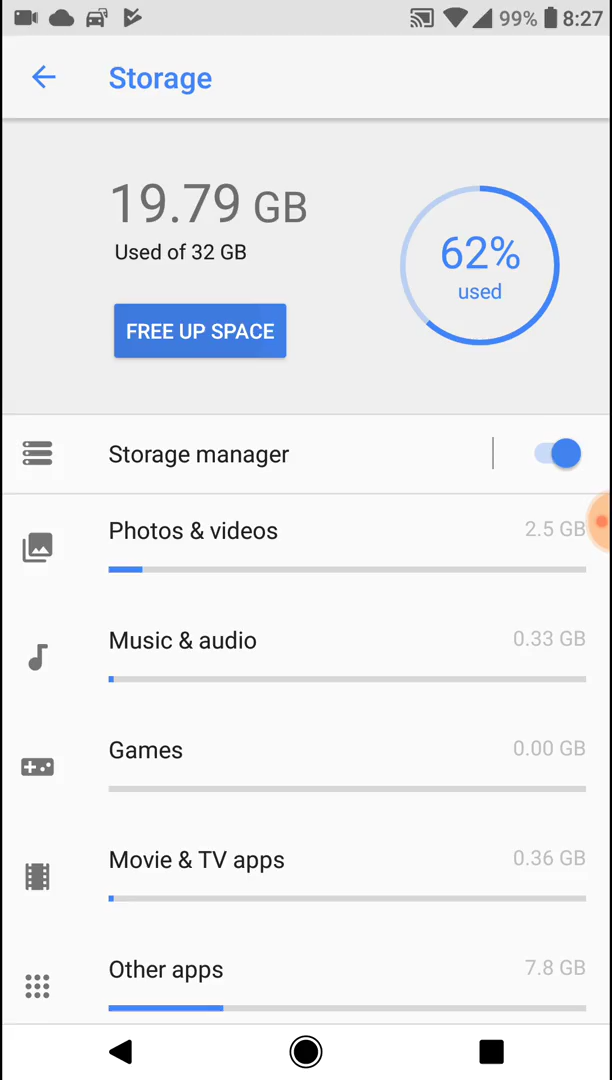 99% 8:27
Storage
19.79 GB
Used of 32 GB
62%
used
FREE UP SPACE
Storage manager
Photos & videos 2.5 GB
Music & audio 0.33 GB
Games 0.00 GB
Movie & TV apps 0.36 GB
Other apps 7.8 GB